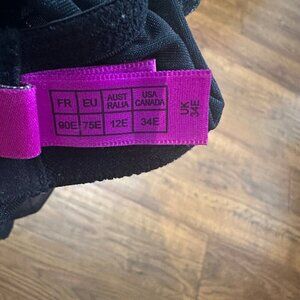 FR EU AUST RALIA USA CANADA
90E 75E 12E 34E
UK
34E